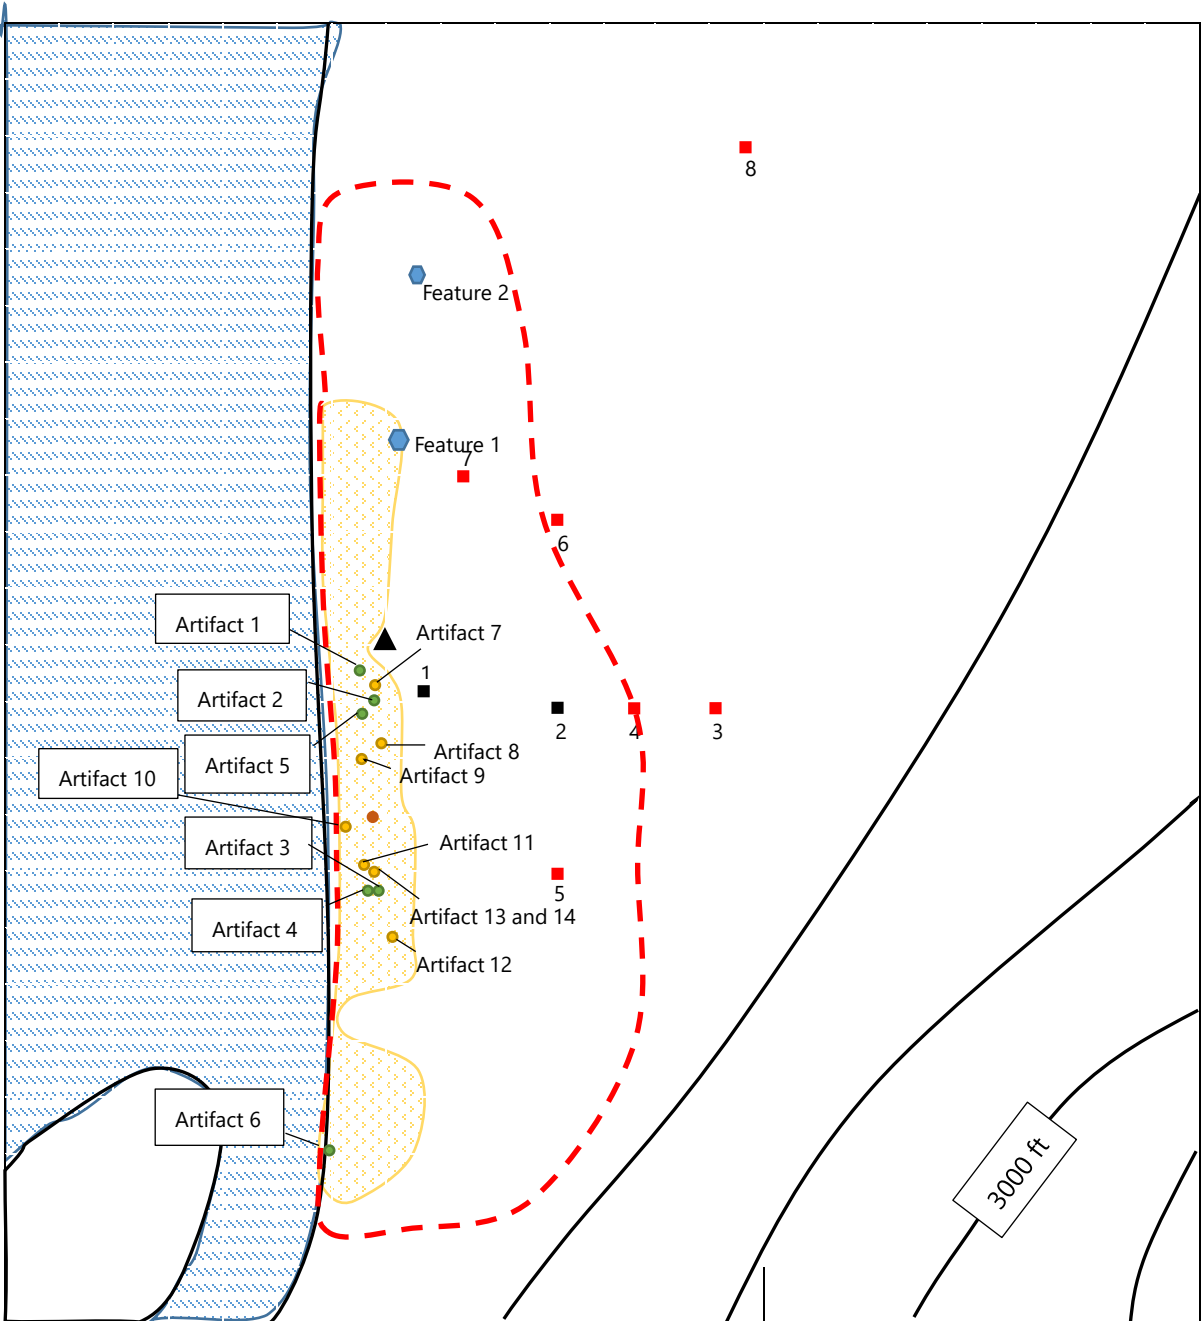 8
Feature 2
Feature 1
7
6
Artifact 1
Artifact 7
1
Artifact 2
2
4
3
Artifact 8
Artifact 5
Artifact 10
Artifact 9
Artifact 3
Artifact 11
5
Artifact 13 and 14
Artifact 4
Artifact 12
Artifact 6
3000 ft